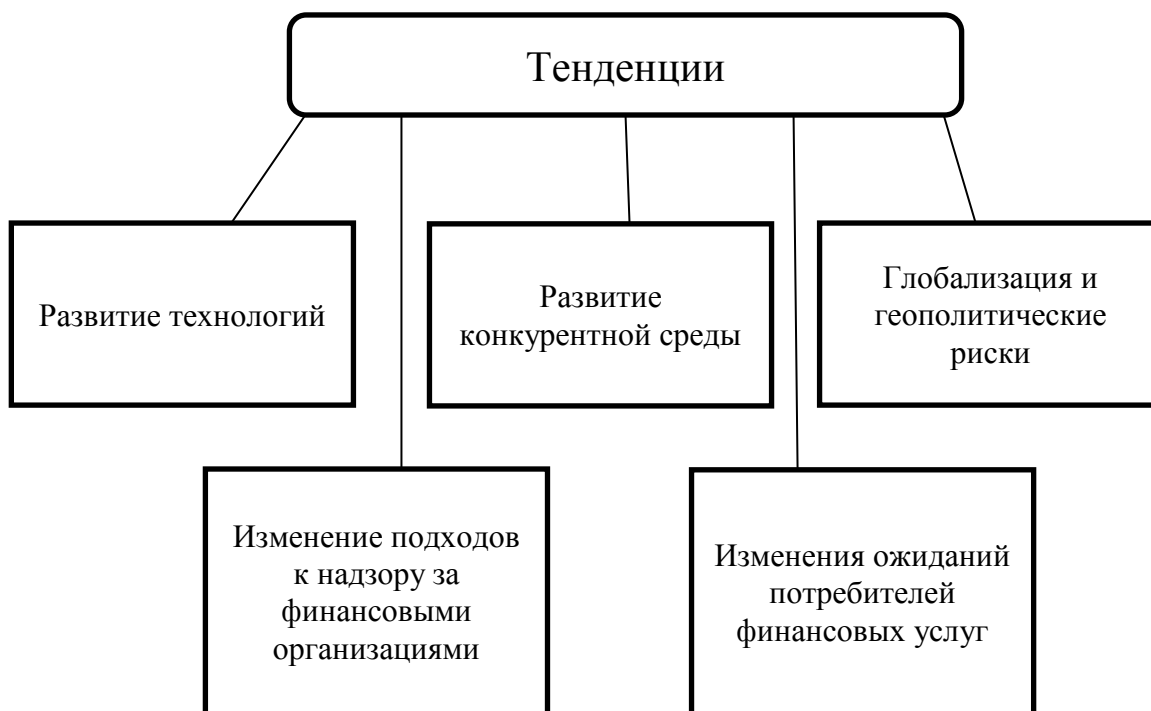 Тенденции
Развитие технологий
Развитие
конкурентной среды
Глобализация и
геополитические
риски
Изменение подходов
к надзору за
финансовыми
организациями
Изменения ожиданий
потребителей
финансовых услуг